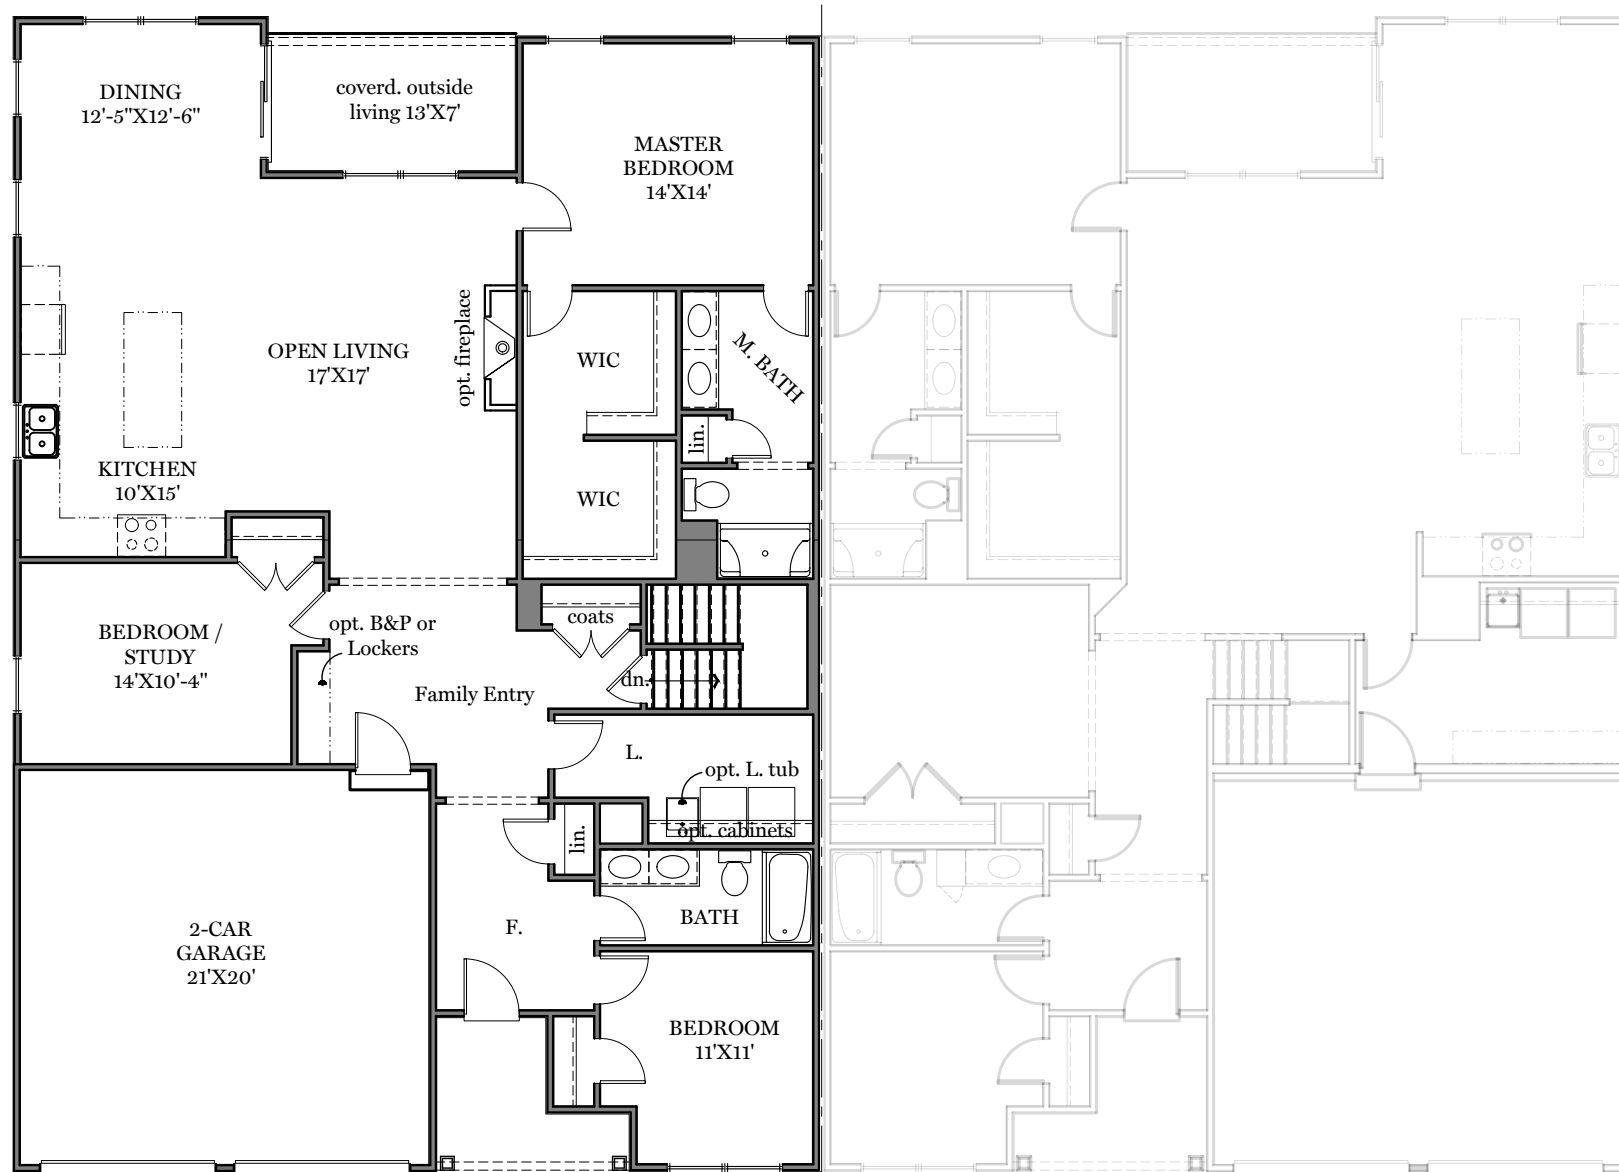 DINING
12'-5"X12'-6"
coverd. outside
living 13'X7'
MASTER
BEDROOM
14'X14'
OPEN LIVING
17'X17'
opt. fireplace
WIC
M. BATH
lin.
KITCHEN
10'X15'
WIC
BEDROOM /
STUDY
14'X10'-4"
opt. B&P or
Lockers
coats
dn.
Family Entry
L.
opt. L. tub
opt. cabinets
lin.
2-CAR
GARAGE
21'X20'
F.
BATH
BEDROOM
11'X11'